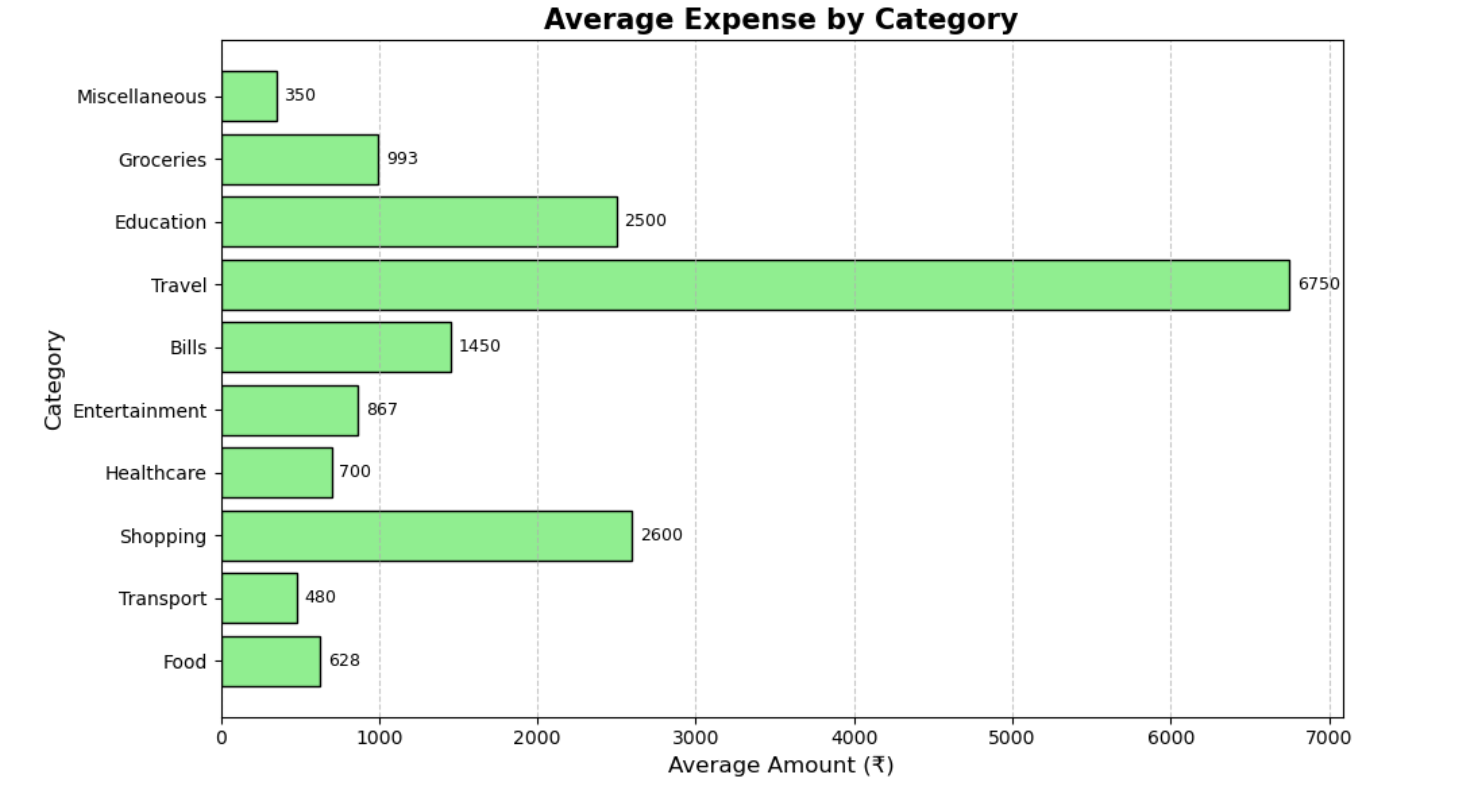 Average Expense by Category
Miscellaneous 350
Groceries 993
Education 2500
Travel 6750
Bills 1450
Entertainment 867
Healthcare 700
Shopping 2600
Transport 480
Food 628
Category
0 1000 2000 3000 4000 5000 6000 7000
Average Amount (₹)